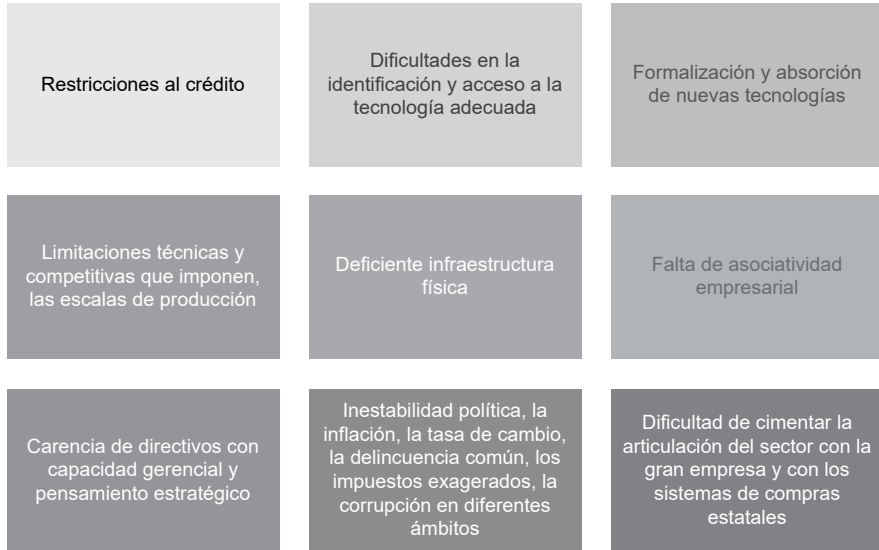 Restricciones al crédito
Dificultades en la
identificación y acceso a la
tecnología adecuada
Formalización y absorción
de nuevas tecnologías
Limitaciones técnicas y
competitivas que imponen,
las escalas de producción
Deficiente infraestructura
física
Falta de asociatividad
empresarial
Carencia de directivos con
capacidad gerencial y
pensamiento estratégico
Inestabilidad política, la
inflación, la tasa de cambio,
la delincuencia común, los
impuestos exagerados, la
corrupción en diferentes
ámbitos
Dificultad de cimentar la
articulación del sector con la
gran empresa y con los
sistemas de compras
estatales